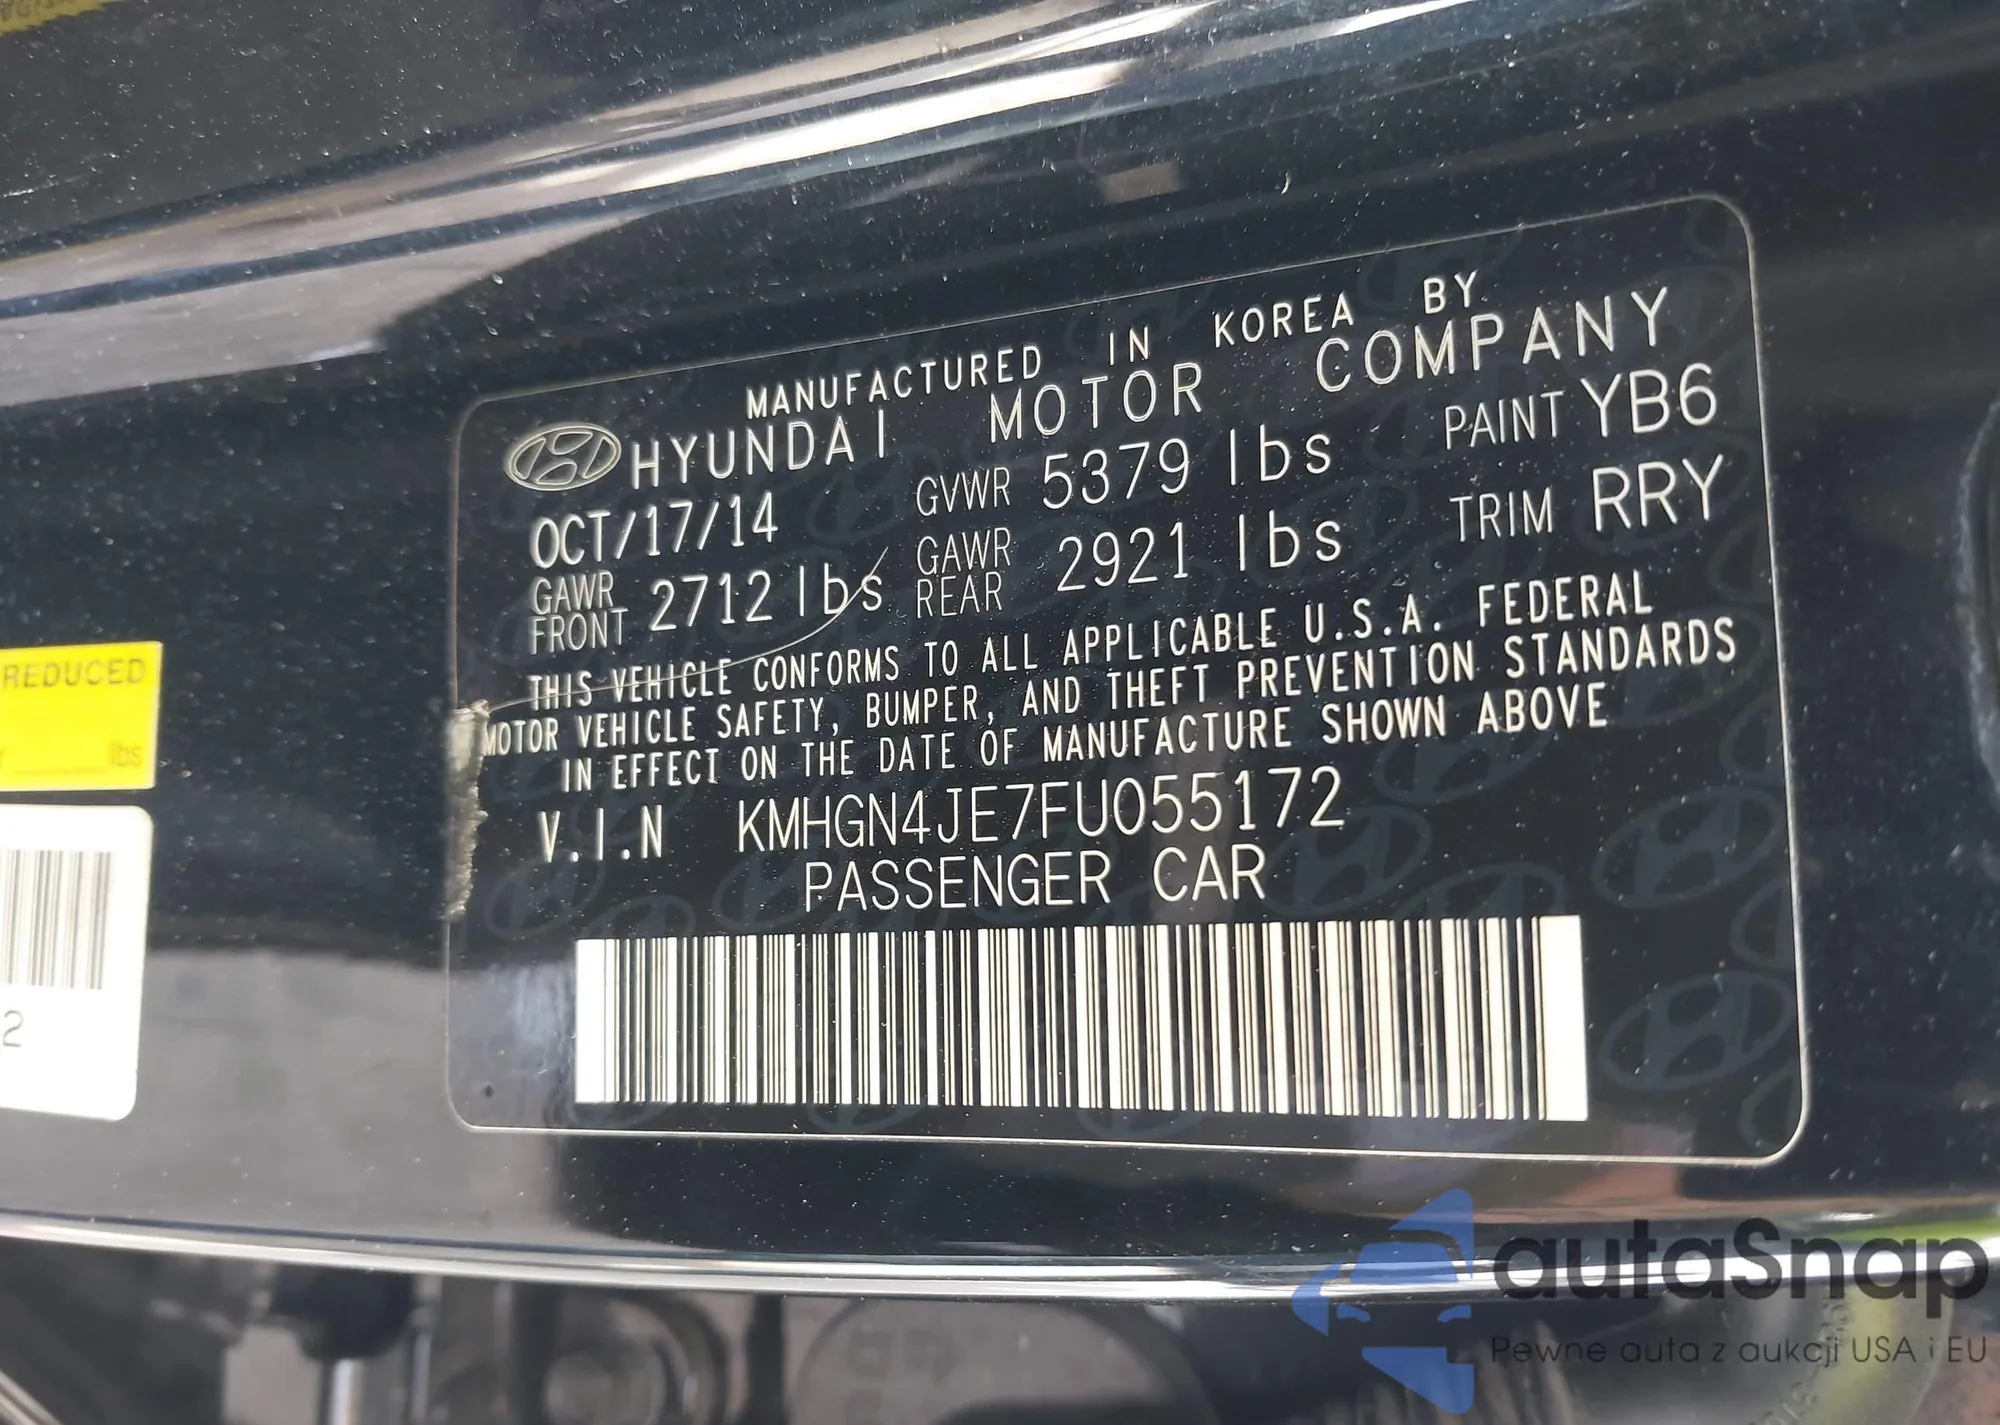 MANUFACTURED IN KOREA BY
HYUNDAI MOTOR COMPANY
OCT/17/14 GVWR 5379 lbs PAINT YB6
GAWR FRONT 2712 lbs GAWR REAR 2921 lbs TRIM RRY
THIS VEHICLE CONFORMS TO ALL APPLICABLE U.S.A. FEDERAL
MOTOR VEHICLE SAFETY, BUMPER, AND THEFT PREVENTION STANDARDS
IN EFFECT ON THE DATE OF MANUFACTURE SHOWN ABOVE
V.I.N KMHGN4JE7FU055172
PASSENGER CAR
REDUCED
lbs
2
autaSnap
Pewne auta z aukcji USA i EU